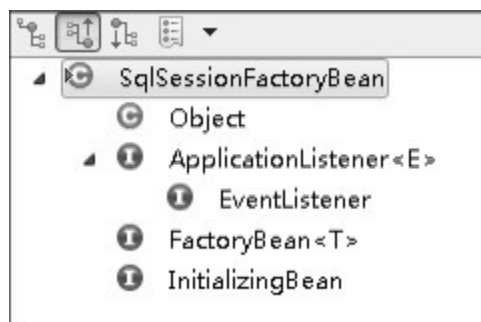 SqlSessionFactoryBean
Object
ApplicationListener<E>
EventListener
FactoryBean<T>
InitializingBean